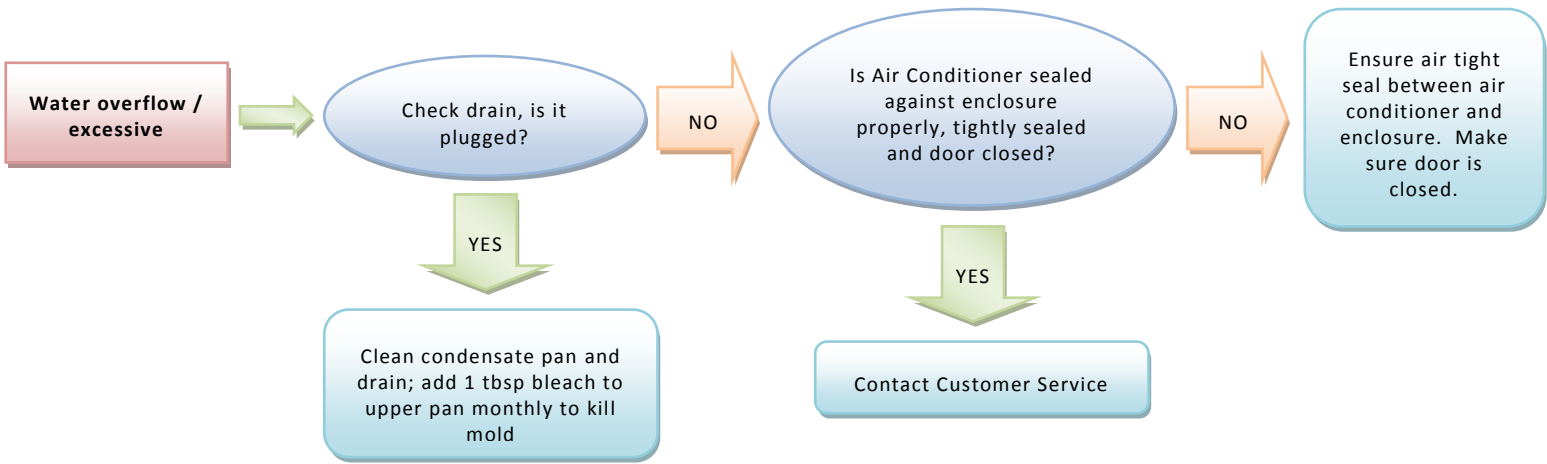 Water overflow /
excessive
Check drain, is it
plugged?
NO
Is Air Conditioner sealed
against enclosure
properly, tightly sealed
and door closed?
NO
Ensure air tight
seal between air
conditioner and
enclosure.  Make
sure door is
closed.
YES
YES
Clean condensate pan and
drain; add 1 tbsp bleach to
upper pan monthly to kill
mold
Contact Customer Service